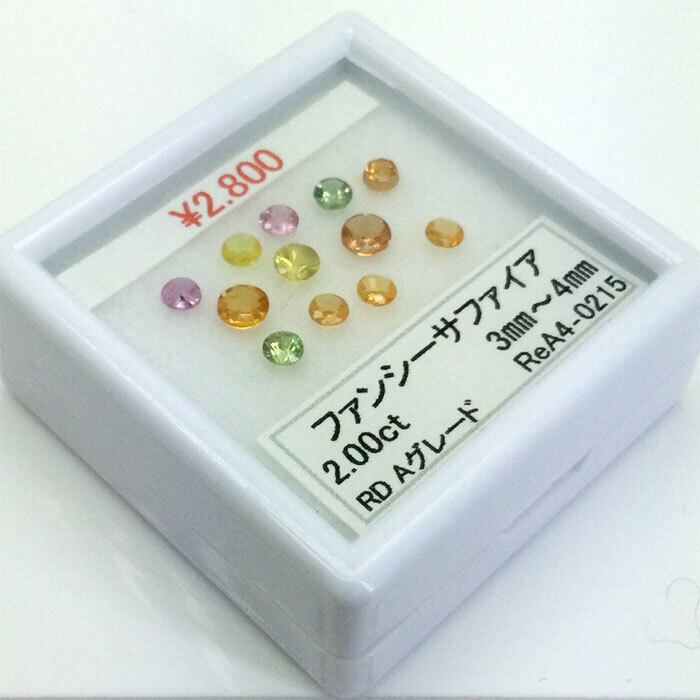 ¥2.800
ファンシーサファイア
2.00ct 3mm～4mm
RD Aグレード ReA4-0215